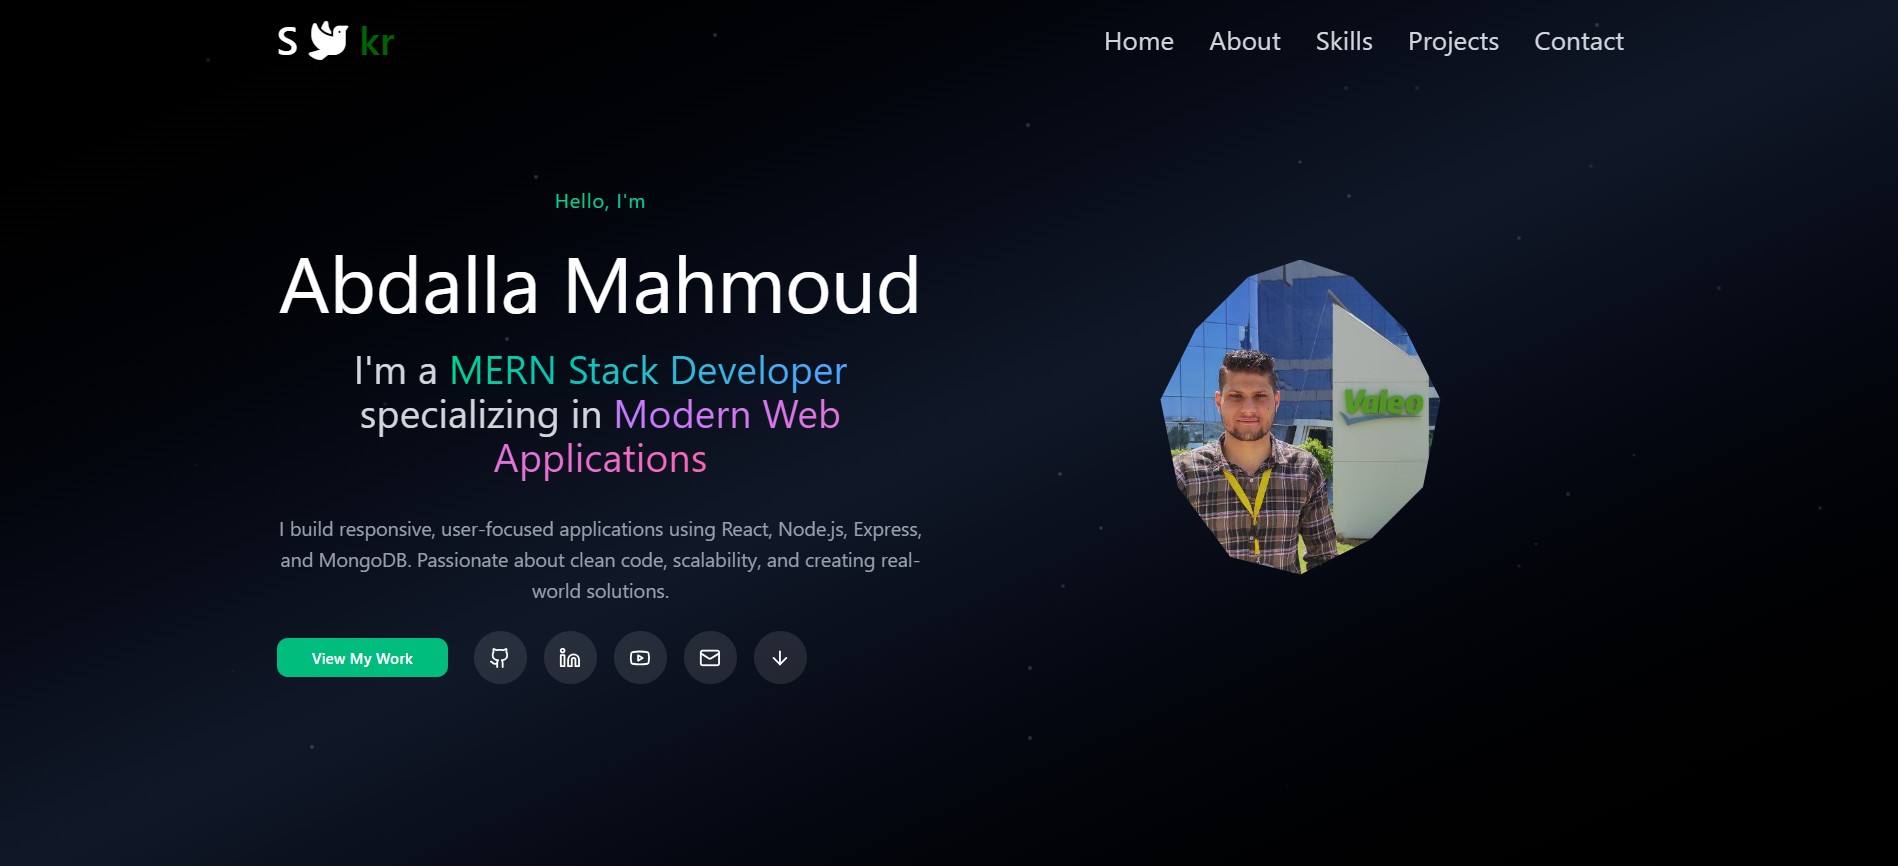 S kr
Home About Skills Projects Contact
Hello, I'm
Abdalla Mahmoud
I'm a MERN Stack Developer
specializing in Modern Web
Applications
I build responsive, user-focused applications using React, Node.js, Express,
and MongoDB. Passionate about clean code, scalability, and creating real-
world solutions.
View My Work
Valeo